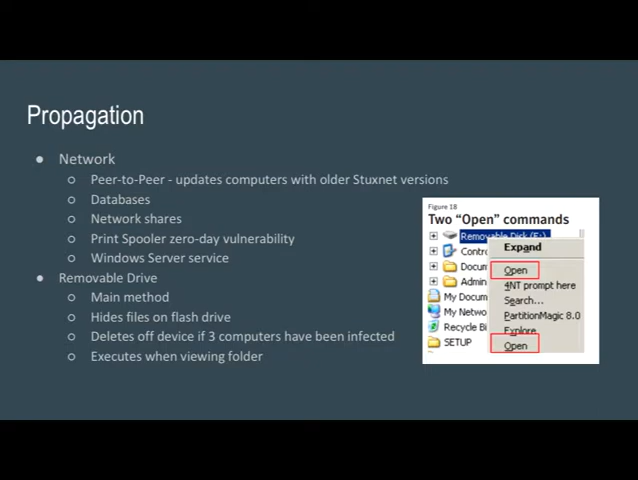 Propagation
● Network
○ Peer-to-Peer - updates computers with older Stuxnet versions
○ Databases
○ Network shares
○ Print Spooler zero-day vulnerability
○ Windows Server service
● Removable Drive
○ Main method
○ Hides files on flash drive
○ Deletes off device if 3 computers have been infected
○ Executes when viewing folder
Figure 18
Two “Open” commands
Removable Disk (E:)
Expand
Contro
Open
Docum
4NT prompt here
Admin
Search...
My Docum
PartitionMagic 8.0
My Netwo
Explore
Recycle Bi
Open
SETUP